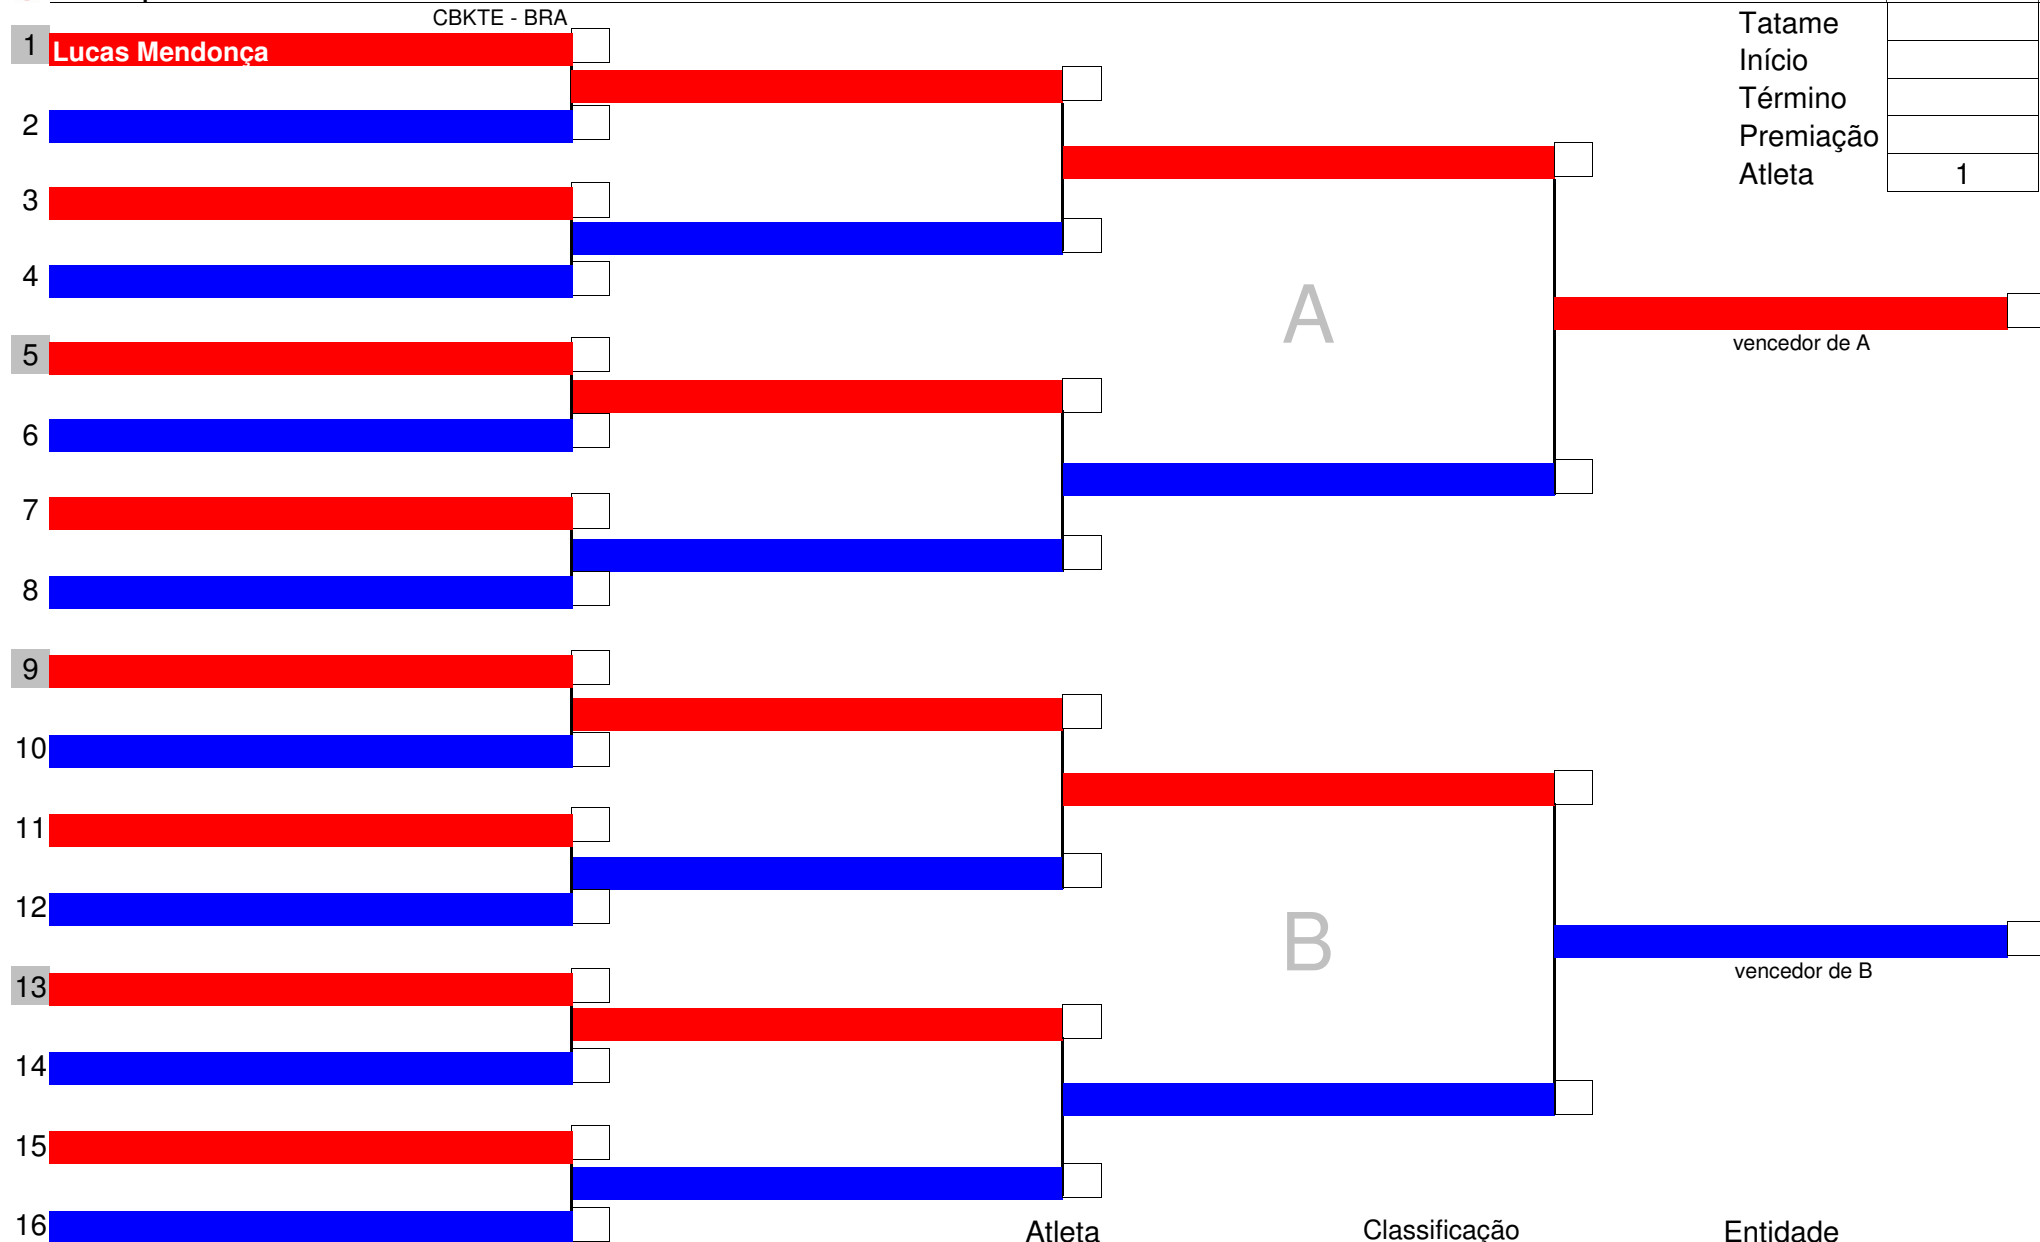 CBKTE - BRA
1 Lucas Mendonça
2
3
4
5
6
7
8
9
10
11
12
13
14
15
16
Tatame
Início
Término
Premiação
Atleta 1
A
vencedor de A
B
vencedor de B
Atleta Classificação Entidade